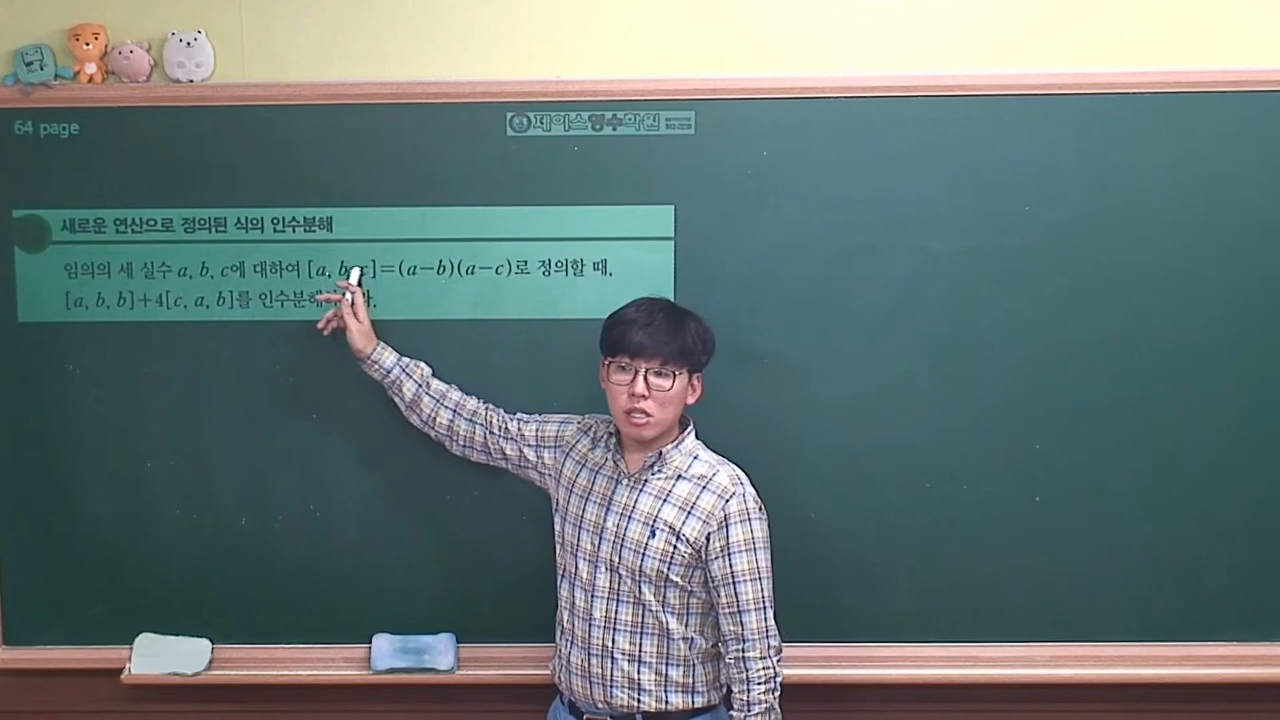 64 page
제이스영수학원
새로운 연산으로 정의된 식의 인수분해
임의의 세 실수 a, b, c에 대하여 [a, b, c]=(a-b)(a-c)로 정의할 때,
[a, b, b]+4[c, a, b]를 인수분해